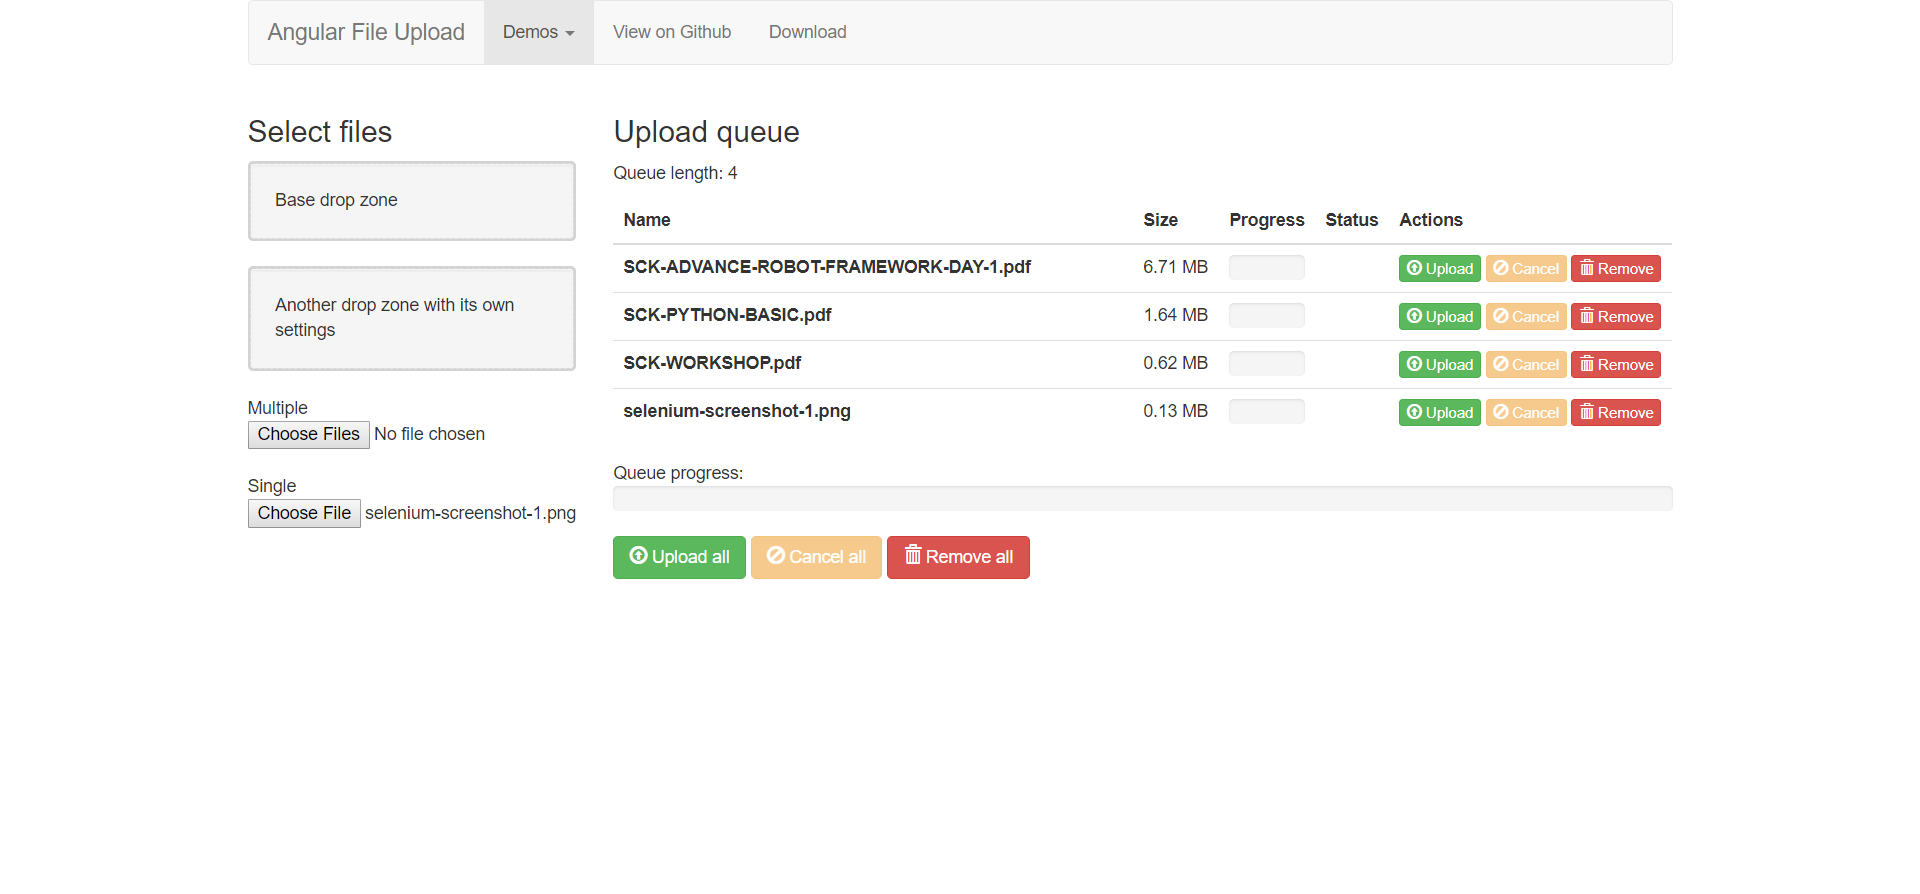 Angular File Upload Demos View on Github Download
Select files
Base drop zone
Another drop zone with its own
settings
Multiple
Choose Files No file chosen
Single
Choose File selenium-screenshot-1.png
Upload queue
Queue length: 4
Name Size Progress Status Actions
SCK-ADVANCE-ROBOT-FRAMEWORK-DAY-1.pdf 6.71 MB Upload Cancel Remove
SCK-PYTHON-BASIC.pdf 1.64 MB Upload Cancel Remove
SCK-WORKSHOP.pdf 0.62 MB Upload Cancel Remove
selenium-screenshot-1.png 0.13 MB Upload Cancel Remove
Queue progress:
Upload all Cancel all Remove all